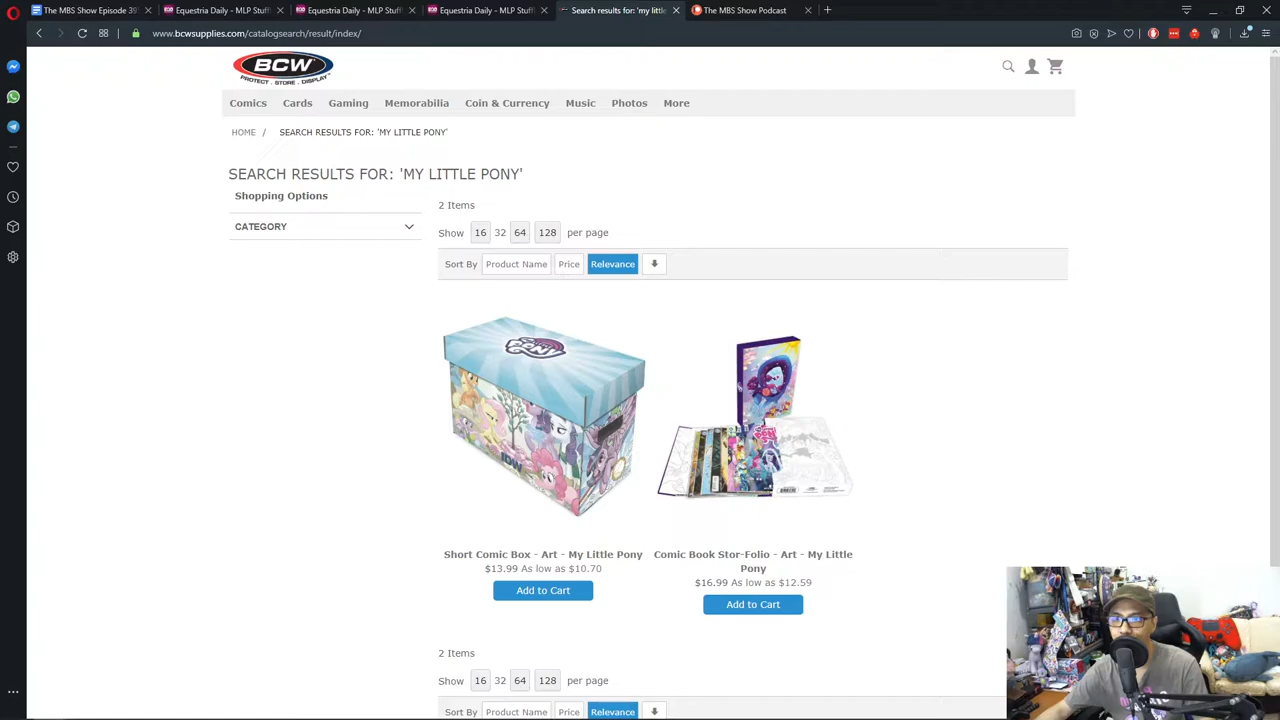 The MBS Show Episode 39
Equestria Daily - MLP Stuff
Equestria Daily - MLP Stuff
Equestria Daily - MLP Stuff
Search results for: 'my little
The MBS Show Podcast
www.bcwsupplies.com/catalogsearch/result/index/
BCW
PROTECT · STORE · DISPLAY
Comics Cards Gaming Memorabilia Coin & Currency Music Photos More
HOME / SEARCH RESULTS FOR: 'MY LITTLE PONY'
SEARCH RESULTS FOR: 'MY LITTLE PONY'
Shopping Options
CATEGORY
2 Items
Show 16 32 64 128 per page
Sort By Product Name Price Relevance
PONY
IDW
Short Comic Box - Art - My Little Pony
$13.99 As low as $10.70
Add to Cart
Comic Book Stor-Folio - Art - My Little
Pony
$16.99 As low as $12.59
Add to Cart
2 Items
Show 16 32 64 128 per page
Sort By Product Name Price Relevance